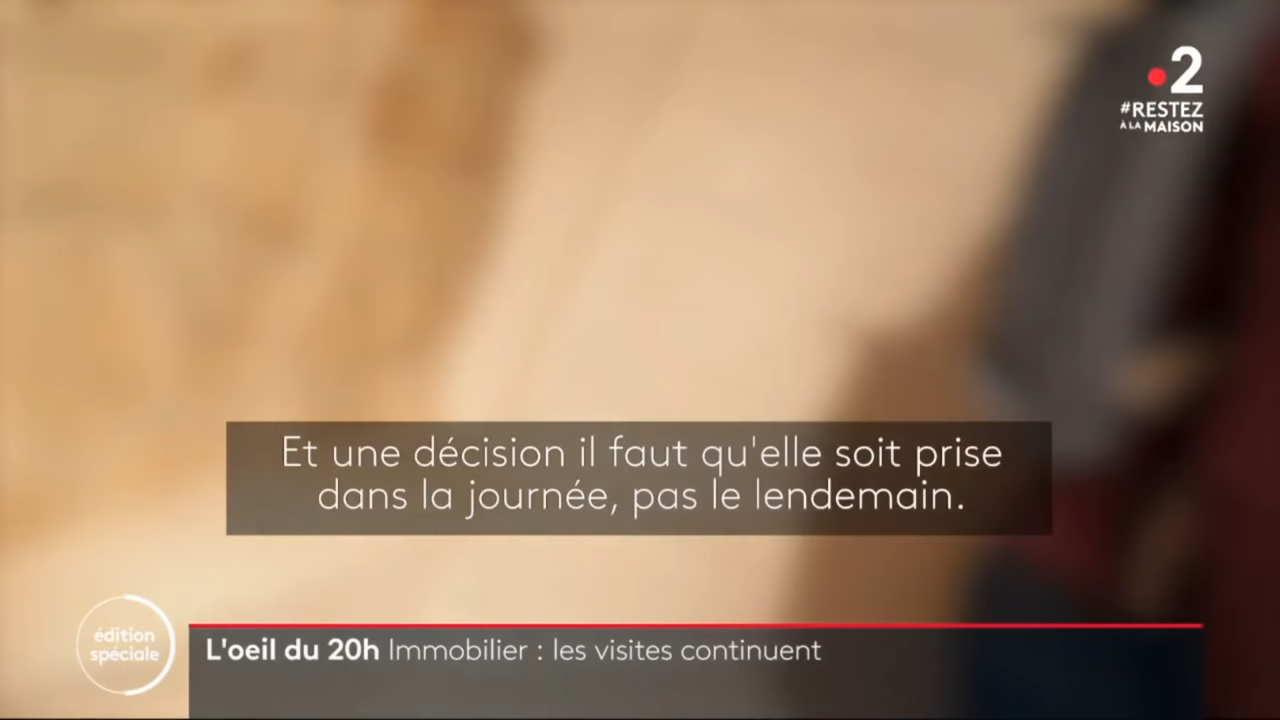 2
#RESTEZ
À LA MAISON
Et une décision il faut qu'elle soit prise
dans la journée, pas le lendemain.
édition
spéciale
L'oeil du 20h Immobilier : les visites continuent